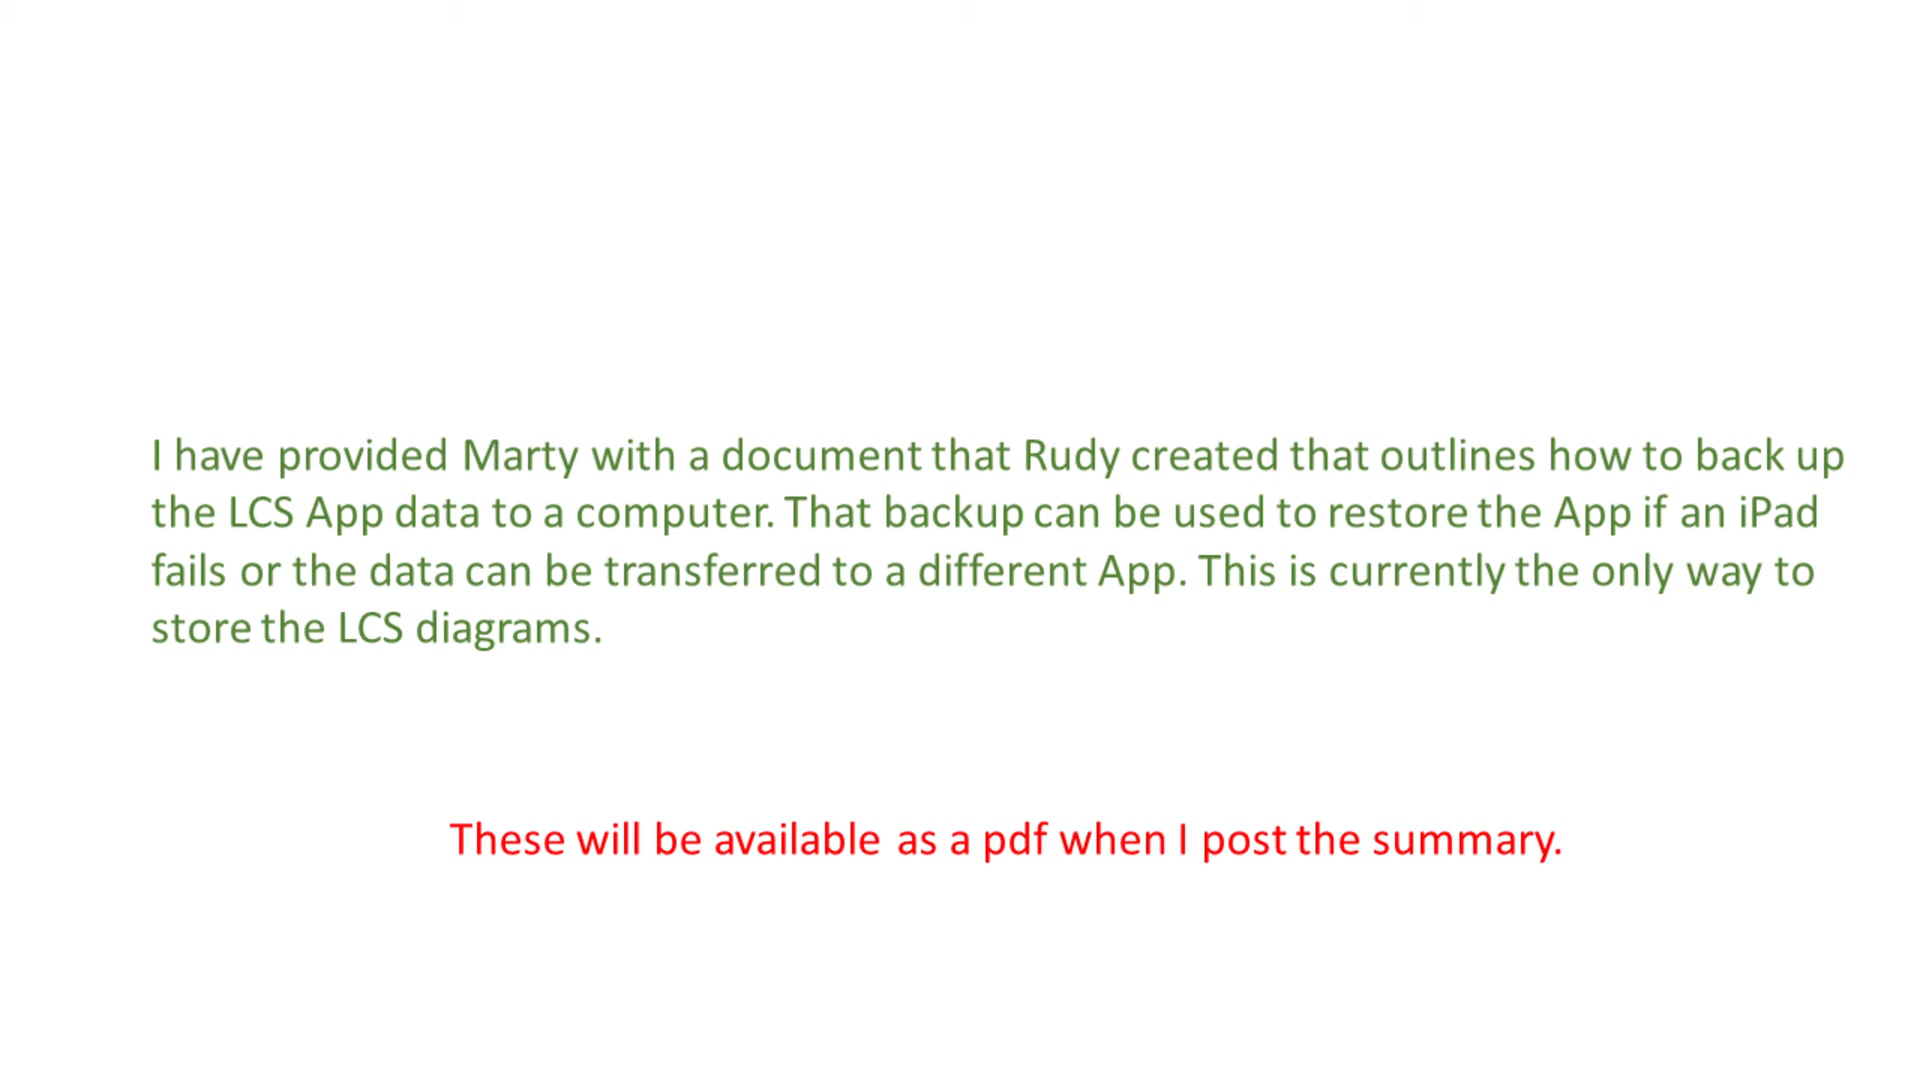 I have provided Marty with a document that Rudy created that outlines how to back up
the LCS App data to a computer. That backup can be used to restore the App if an iPad
fails or the data can be transferred to a different App. This is currently the only way to
store the LCS diagrams.
These will be available as a pdf when I post the summary.